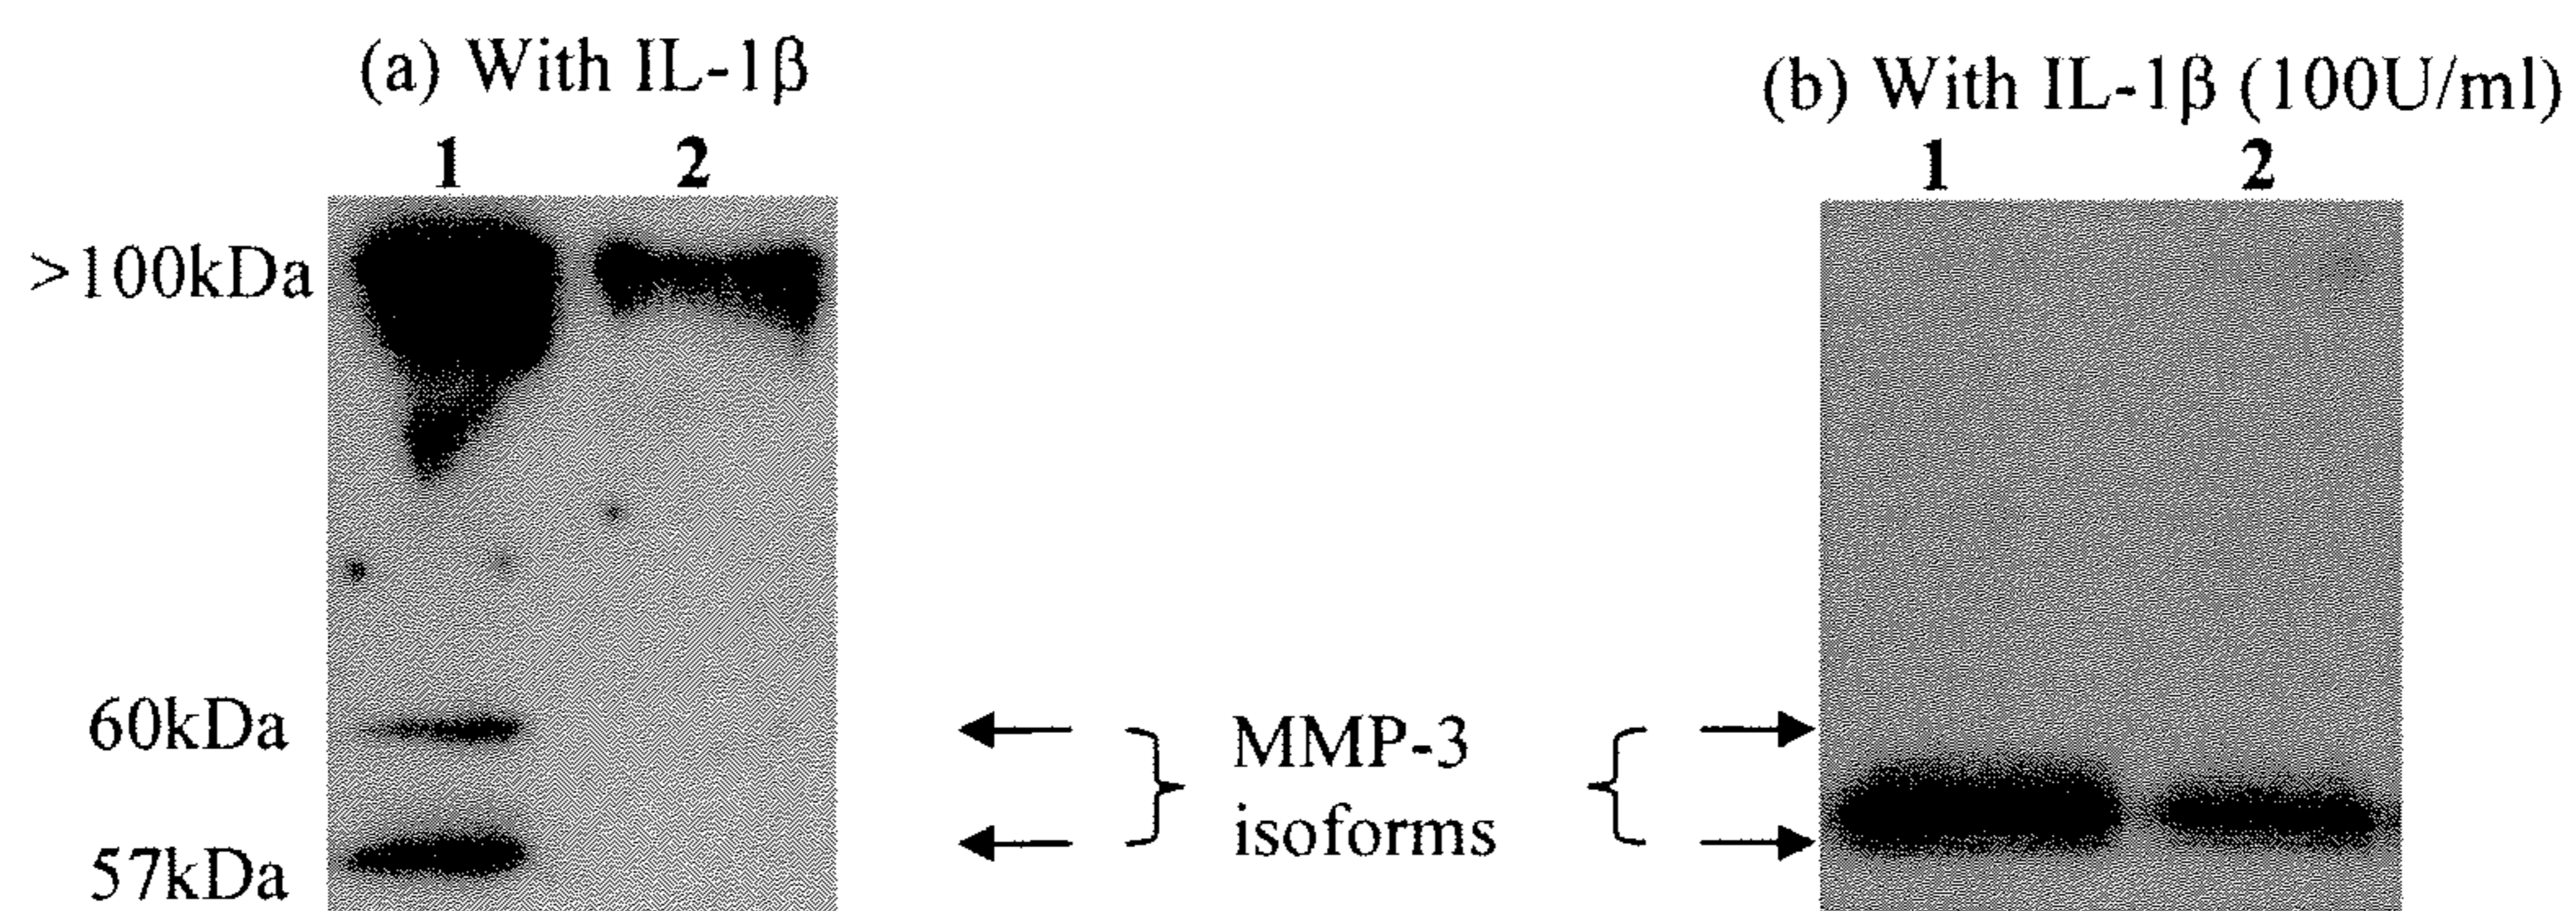 (a) With IL-1β
(b) With IL-1β (100U/ml)
1 2
1 2
>100kDa
60kDa
57kDa
MMP-3
isoforms